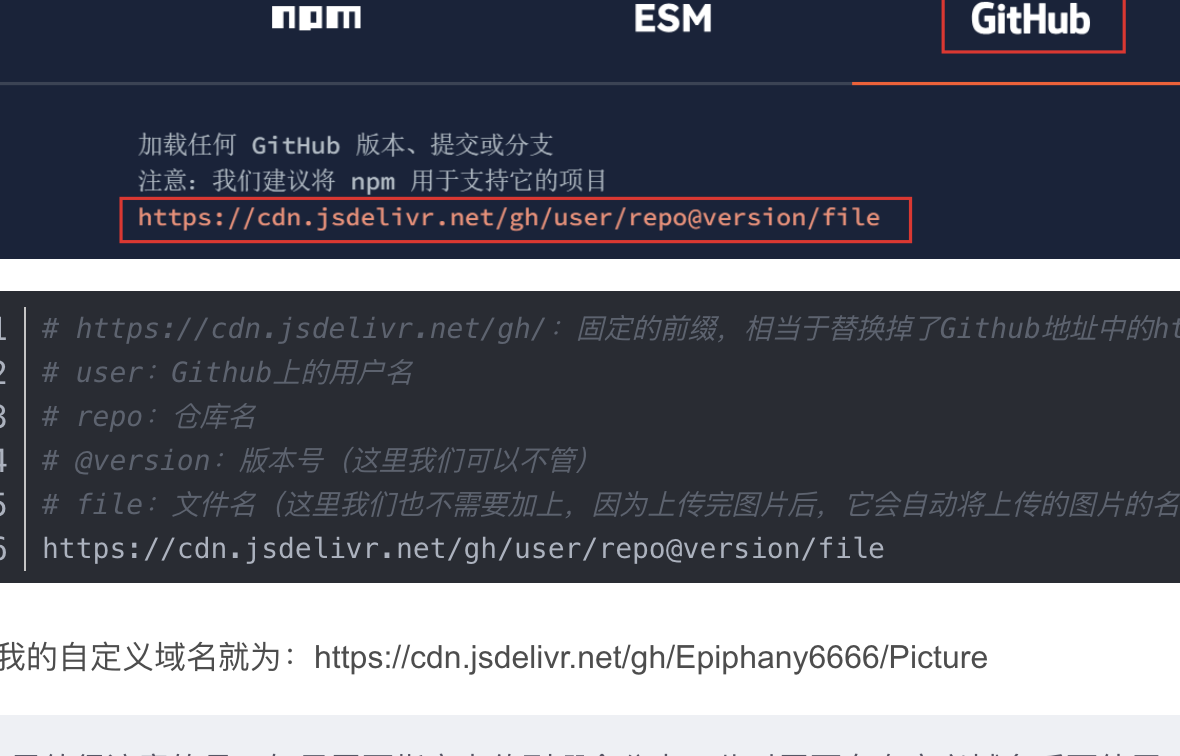 npm ESM GitHub
加载任何 GitHub 版本、提交或分支
注意：我们建议将 npm 用于支持它的项目
https://cdn.jsdelivr.net/gh/user/repo@version/file
1 # https://cdn.jsdelivr.net/gh/：固定的前缀，相当于替换掉了Github地址中的ht
2 # user：Github上的用户名
3 # repo：仓库名
4 # @version：版本号（这里我们可以不管）
5 # file：文件名（这里我们也不需要加上，因为上传完图片后，它会自动将上传的图片的名
6 https://cdn.jsdelivr.net/gh/user/repo@version/file
我的自定义域名就为：https://cdn.jsdelivr.net/gh/Epiphany6666/Picture